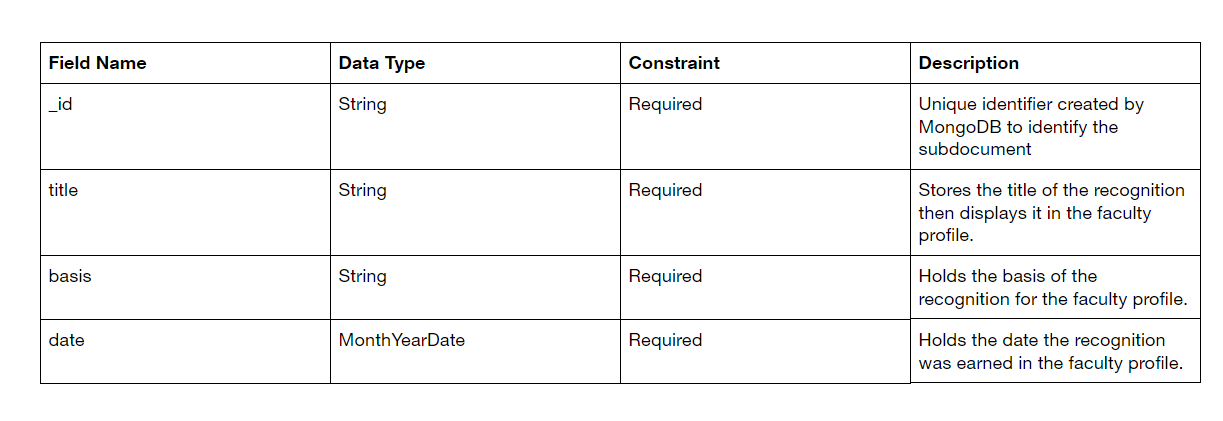 Field Name Data Type Constraint Description
_id String Required Unique identifier created by
MongoDB to identify the
subdocument
title String Required Stores the title of the recognition
then displays it in the faculty
profile.
basis String Required Holds the basis of the
recognition for the faculty profile.
date MonthYearDate Required Holds the date the recognition
was earned in the faculty profile.